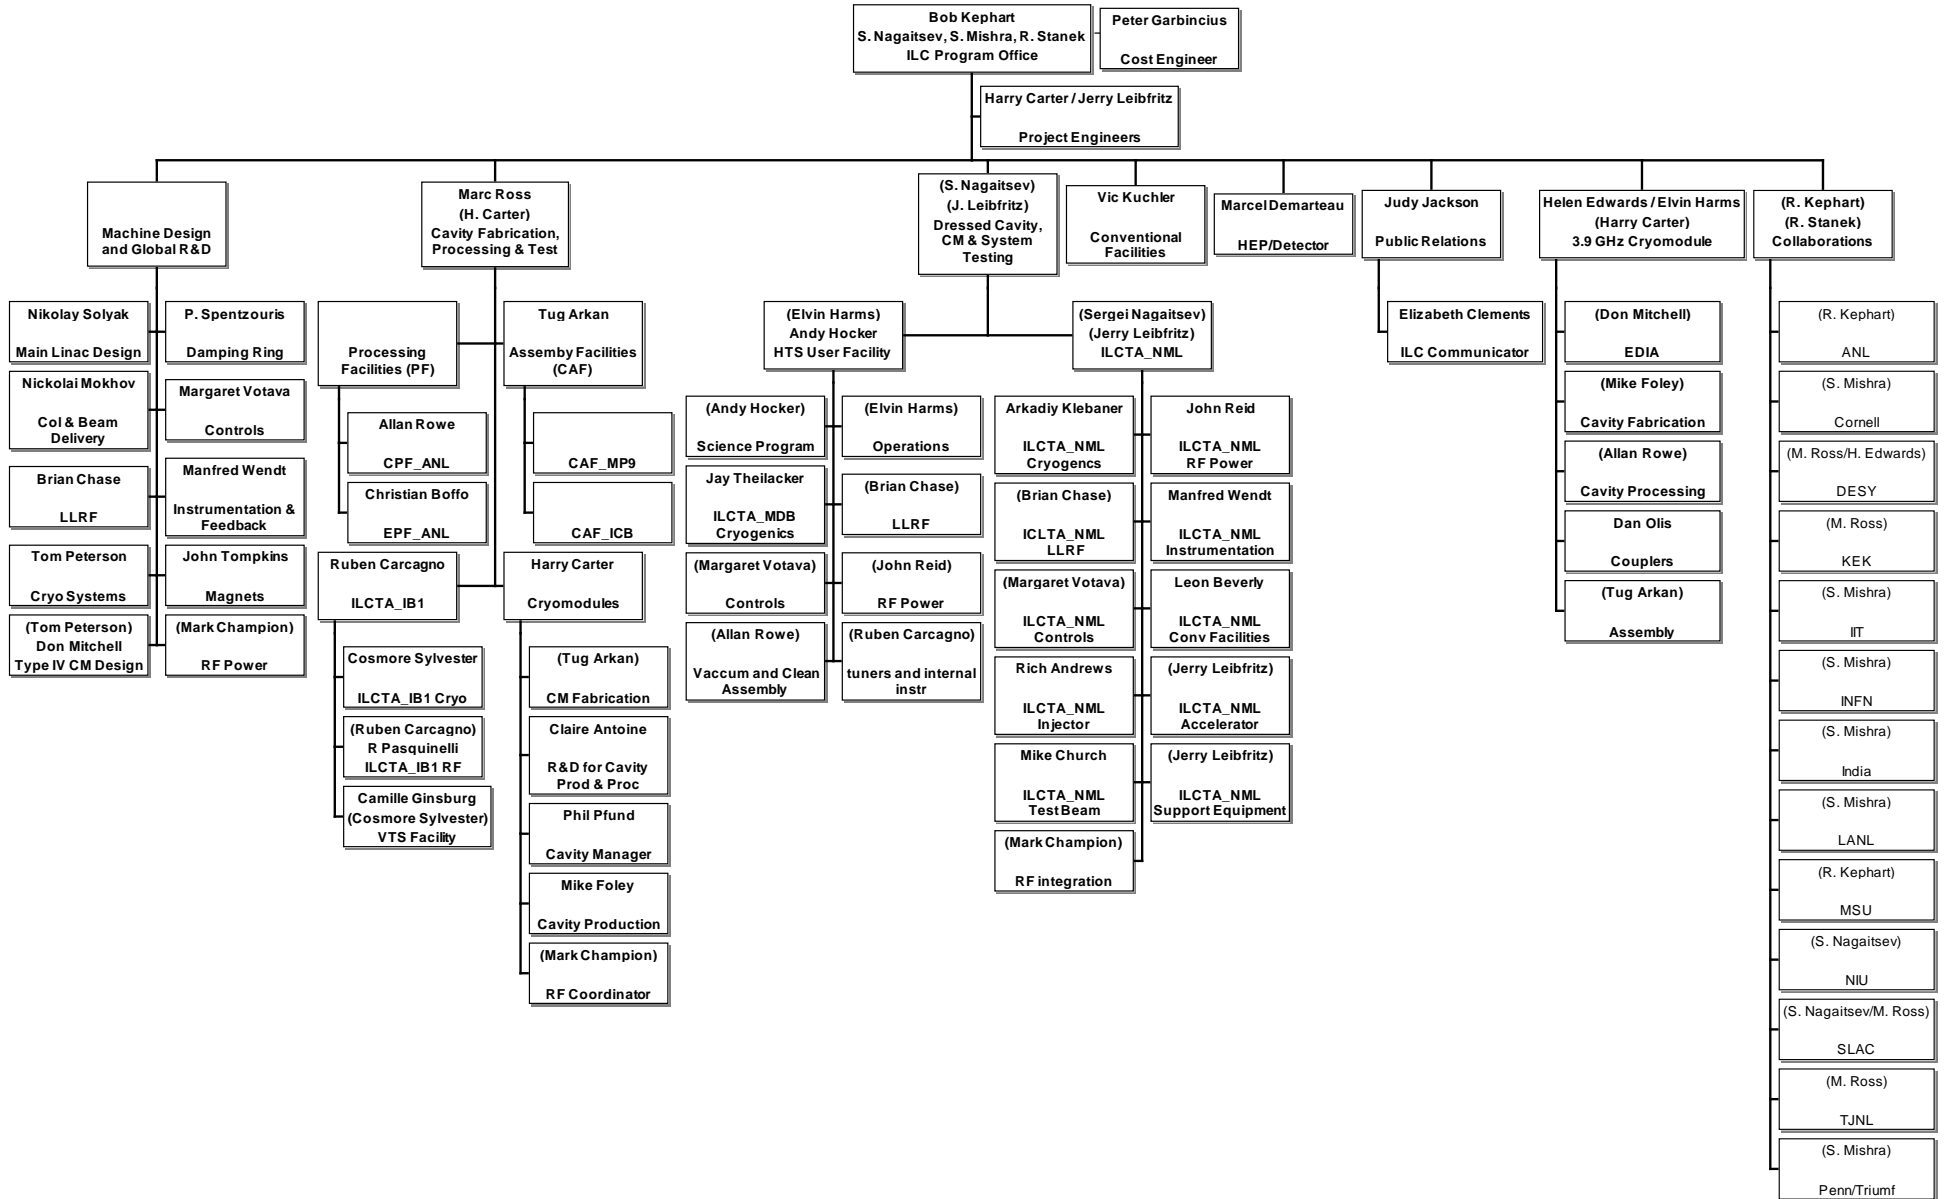 Bob Kephart
S. Nagaitsev, S. Mishra, R. Stanek
ILC Program Office
Peter Garbincius
Cost Engineer
Harry Carter / Jerry Leibfritz
Project Engineers
Machine Design
and Global R&D
Marc Ross
(H. Carter)
Cavity Fabrication,
Processing & Test
(S. Nagaitsev)
(J. Leibfritz)
Dressed Cavity,
CM & System
Testing
Vic Kuchler
Conventional
Facilities
Marcel Demarteau
HEP/Detector
Judy Jackson
Public Relations
Helen Edwards / Elvin Harms
(Harry Carter)
3.9 GHz Cryomodule
(R. Kephart)
(R. Stanek)
Collaborations
Nikolay Solyak
Main Linac Design
P. Spentzouris
Damping Ring
Nickolai Mokhov
Col & Beam
Delivery
Margaret Votava
Controls
Brian Chase
LLRF
Manfred Wendt
Instrumentation &
Feedback
Tom Peterson
Cryo Systems
John Tompkins
Magnets
(Tom Peterson)
Don Mitchell
Type IV CM Design
(Mark Champion)
RF Power
Processing
Facilities (PF)
Tug Arkan
Assemby Facilities
(CAF)
Allan Rowe
CPF_ANL
Christian Boffo
EPF_ANL
CAF_MP9
CAF_ICB
Ruben Carcagno
ILCTA_IB1
Harry Carter
Cryomodules
Cosmore Sylvester
ILCTA_IB1 Cryo
(Ruben Carcagno)
R Pasquinelli
ILCTA_IB1 RF
Camille Ginsburg
(Cosmore Sylvester)
VTS Facility
(Tug Arkan)
CM Fabrication
Claire Antoine
R&D for Cavity
Prod & Proc
Phil Pfund
Cavity Manager
Mike Foley
Cavity Production
(Mark Champion)
RF Coordinator
(Elvin Harms)
Andy Hocker
HTS User Facility
(Sergei Nagaitsev)
(Jerry Leibfritz)
ILCTA_NML
(Andy Hocker)
Science Program
(Elvin Harms)
Operations
Jay Theilacker
ILCTA_MDB
Cryogenics
(Brian Chase)
LLRF
(Margaret Votava)
Controls
(John Reid)
RF Power
(Allan Rowe)
Vaccum and Clean
Assembly
(Ruben Carcagno)
tuners and internal
instr
Arkadiy Klebaner
ILCTA_NML
Cryogencs
John Reid
ILCTA_NML
RF Power
(Brian Chase)
ICLTA_NML
LLRF
Manfred Wendt
ILCTA_NML
Instrumentation
(Margaret Votava)
ILCTA_NML
Controls
Leon Beverly
ILCTA_NML
Conv Facilities
Rich Andrews
ILCTA_NML
Injector
(Jerry Leibfritz)
ILCTA_NML
Accelerator
Mike Church
ILCTA_NML
Test Beam
(Jerry Leibfritz)
ILCTA_NML
Support Equipment
(Mark Champion)
RF integration
Elizabeth Clements
ILC Communicator
(Don Mitchell)
EDIA
(Mike Foley)
Cavity Fabrication
(Allan Rowe)
Cavity Processing
Dan Olis
Couplers
(Tug Arkan)
Assembly
(R. Kephart)
ANL
(S. Mishra)
Cornell
(M. Ross/H. Edwards)
DESY
(M. Ross)
KEK
(S. Mishra)
IIT
(S. Mishra)
INFN
(S. Mishra)
India
(S. Mishra)
LANL
(R. Kephart)
MSU
(S. Nagaitsev)
NIU
(S. Nagaitsev/M. Ross)
SLAC
(M. Ross)
TJNL
(S. Mishra)
Penn/Triumf